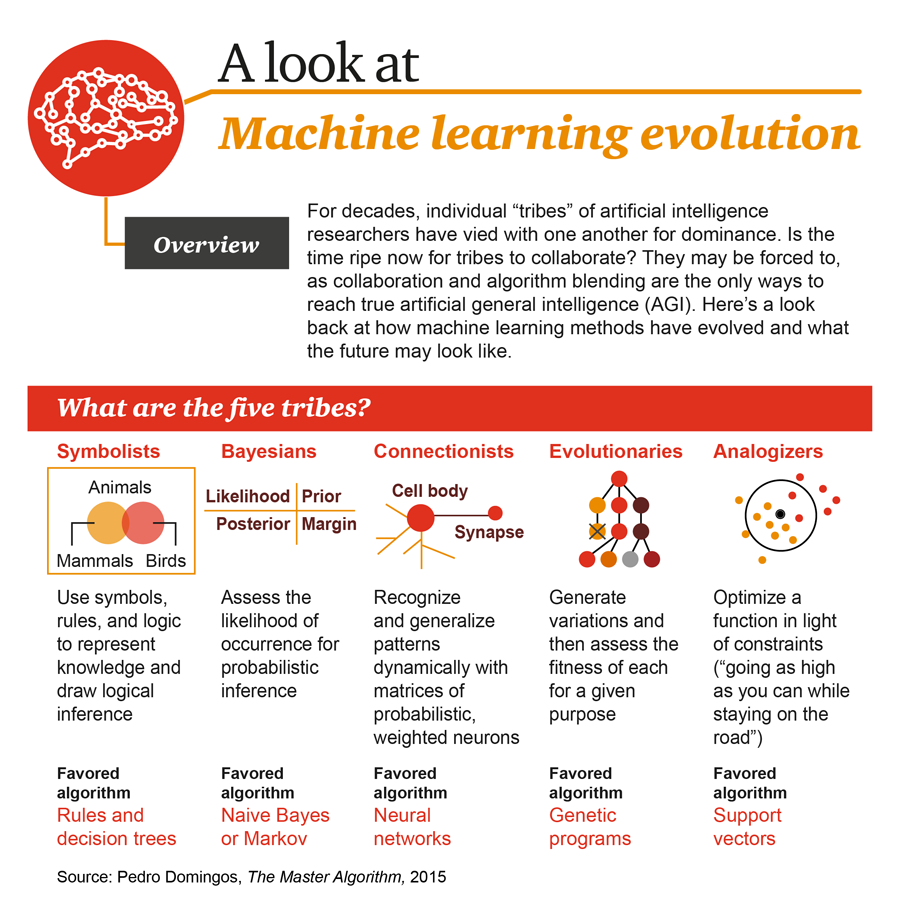 A look at
Machine learning evolution
Overview
For decades, individual “tribes” of artificial intelligence
researchers have vied with one another for dominance. Is the
time ripe now for tribes to collaborate? They may be forced to,
as collaboration and algorithm blending are the only ways to
reach true artificial general intelligence (AGI). Here’s a look
back at how machine learning methods have evolved and what
the future may look like.
What are the five tribes?
Symbolists
Animals
Mammals Birds
Use symbols,
rules, and logic
to represent
knowledge and
draw logical
inference
Favored
algorithm
Rules and
decision trees
Bayesians
Likelihood Prior
Posterior Margin
Assess the
likelihood of
occurrence for
probabilistic
inference
Favored
algorithm
Naive Bayes
or Markov
Connectionists
Cell body
Synapse
Recognize
and generalize
patterns
dynamically with
matrices of
probabilistic,
weighted neurons
Favored
algorithm
Neural
networks
Evolutionaries
Generate
variations and
then assess the
fitness of each
for a given
purpose
Favored
algorithm
Genetic
programs
Analogizers
Optimize a
function in light
of constraints
(“going as high
as you can while
staying on the
road”)
Favored
algorithm
Support
vectors
Source: Pedro Domingos, The Master Algorithm, 2015